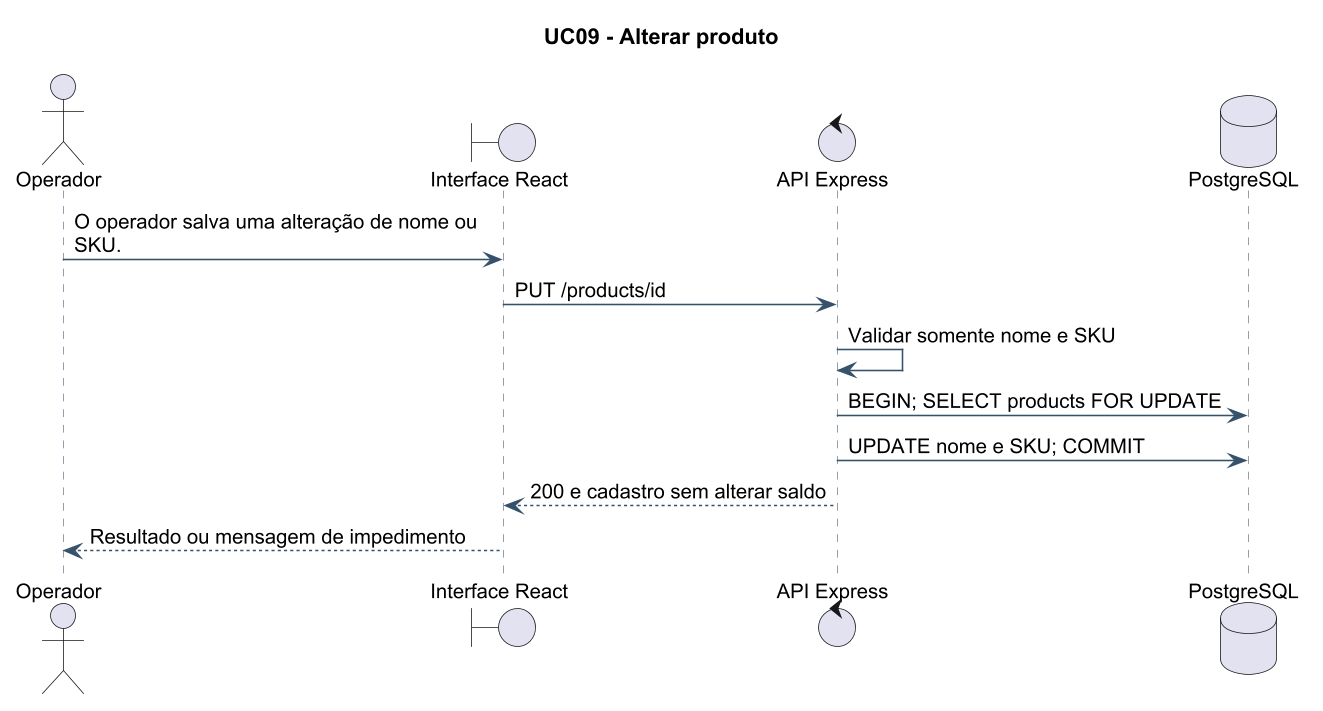 UC09 - Alterar produto
Operador
Interface React
API Express
PostgreSQL
O operador salva uma alteração de nome ou
SKU.
PUT /products/id
Validar somente nome e SKU
BEGIN; SELECT products FOR UPDATE
UPDATE nome e SKU; COMMIT
200 e cadastro sem alterar saldo
Resultado ou mensagem de impedimento
Operador
Interface React
API Express
PostgreSQL